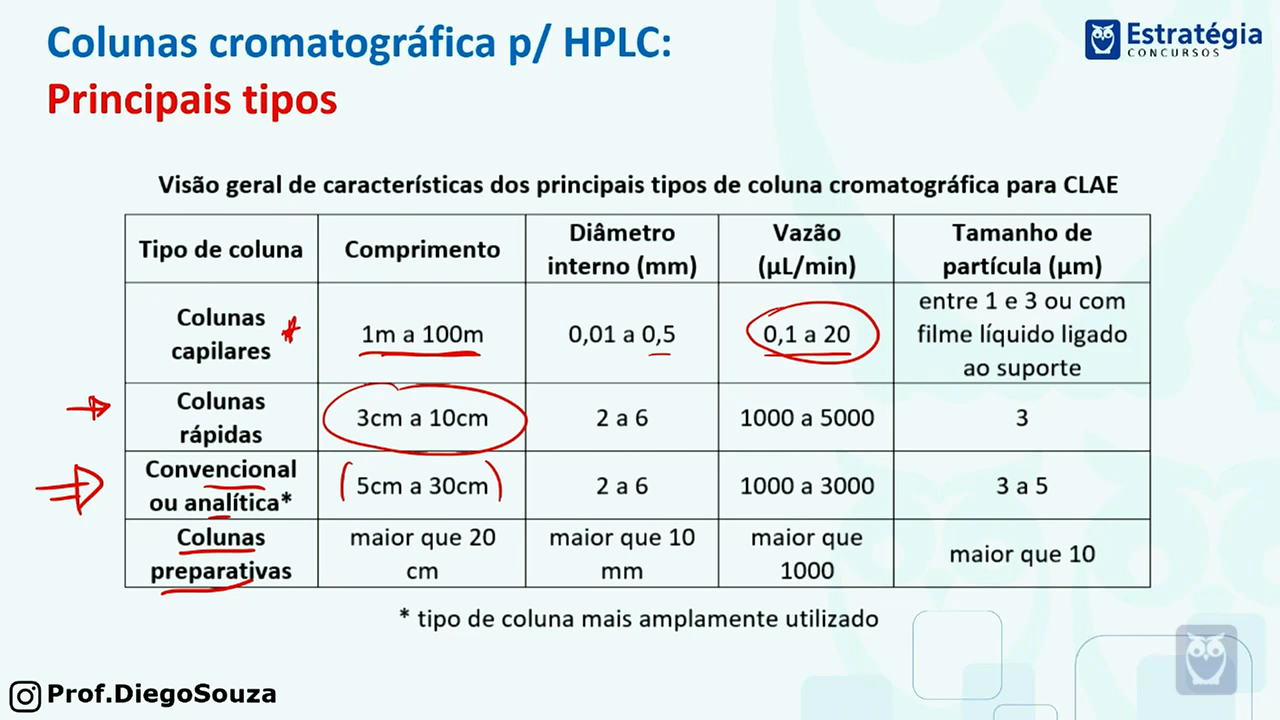 Colunas cromatográfica p/ HPLC:
Principais tipos
Estratégia
CONCURSOS
Visão geral de características dos principais tipos de coluna cromatográfica para CLAE
Tipo de coluna
Comprimento
Diâmetro
interno (mm)
Vazão
(µL/min)
Tamanho de
partícula (µm)
Colunas
capilares
*
1m a 100m
0,01 a 0,5
0,1 a 20
entre 1 e 3 ou com
filme líquido ligado
ao suporte
Colunas
rápidas
3cm a 10cm
2 a 6
1000 a 5000
3
Convencional
ou analítica*
(5cm a 30cm)
2 a 6
1000 a 3000
3 a 5
Colunas
preparativas
maior que 20
cm
maior que 10
mm
maior que
1000
maior que 10
* tipo de coluna mais amplamente utilizado
Prof.DiegoSouza